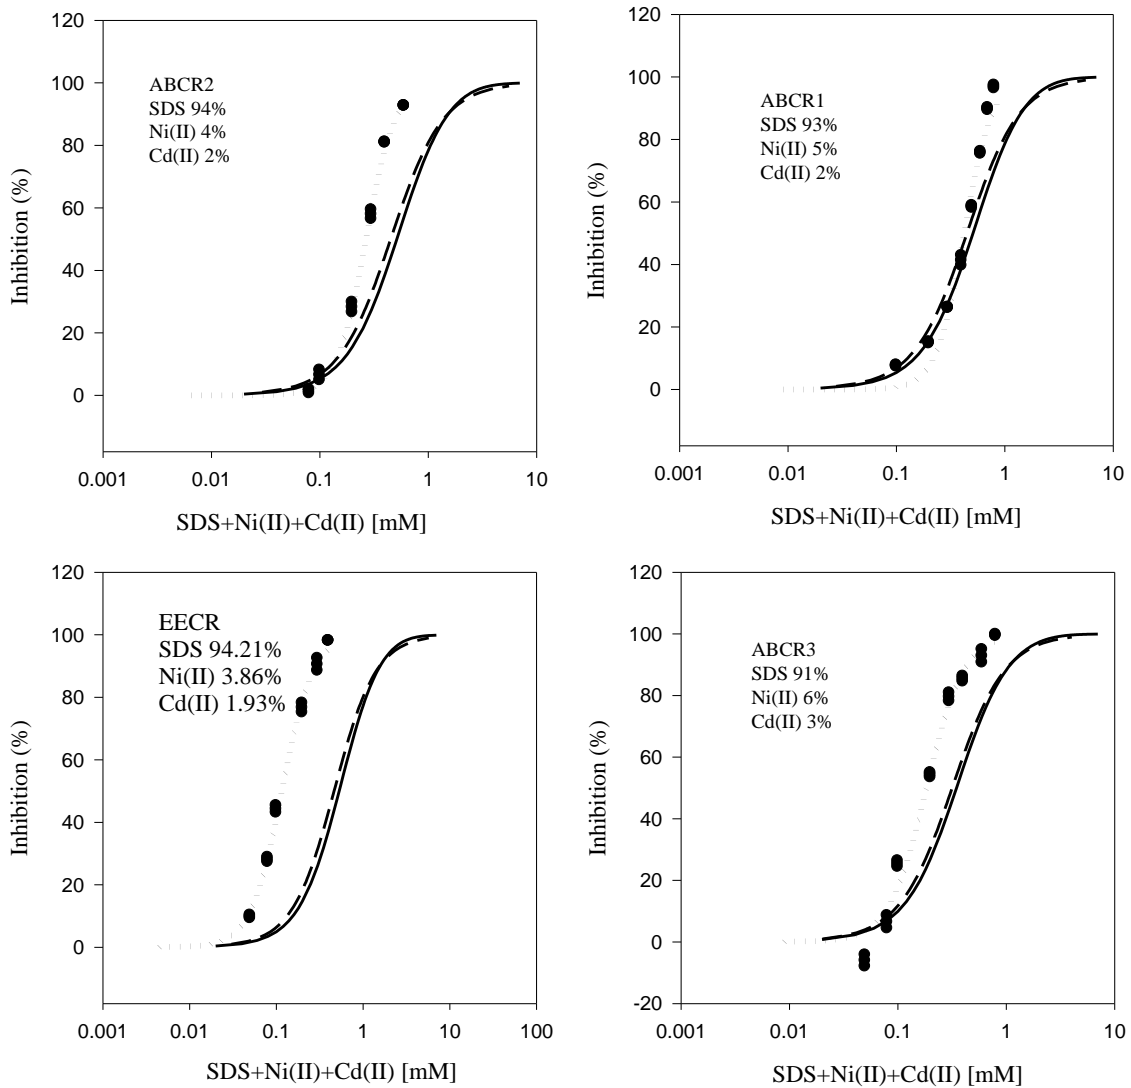 120
100
80
60
40
20
0
Inhibition (%)
ABCR2
SDS 94%
Ni(II) 4%
Cd(II) 2%
0.001 0.01 0.1 1 10
SDS+Ni(II)+Cd(II) [mM]
120
100
80
60
40
20
0
Inhibition (%)
ABCR1
SDS 93%
Ni(II) 5%
Cd(II) 2%
0.001 0.01 0.1 1 10
SDS+Ni(II)+Cd(II) [mM]
120
100
80
60
40
20
0
Inhibition (%)
EECR
SDS 94.21%
Ni(II) 3.86%
Cd(II) 1.93%
0.001 0.01 0.1 1 10 100
SDS+Ni(II)+Cd(II) [mM]
120
100
80
60
40
20
0
-20
Inhibition (%)
ABCR3
SDS 91%
Ni(II) 6%
Cd(II) 3%
0.001 0.01 0.1 1 10
SDS+Ni(II)+Cd(II) [mM]